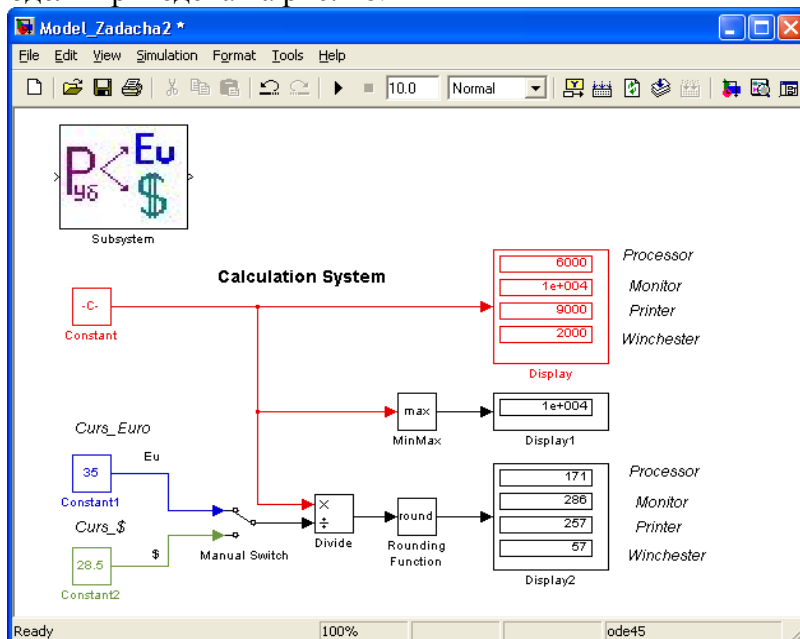 Model_Zadacha2 *
File Edit View Simulation Format Tools Help
10.0 Normal
Руб Eu $
Subsystem
Calculation System
-C-
Constant
6000
1e+004
9000
2000
Display
Processor
Monitor
Printer
Winchester
max
MinMax
1e+004
Display1
Curs_Euro
Eu
35
Constant1
Curs_$
$
28.5
Constant2
Manual Switch
×
÷
Divide
round
Rounding
Function
171
286
257
57
Display2
Processor
Monitor
Printer
Winchester
Ready 100% ode45